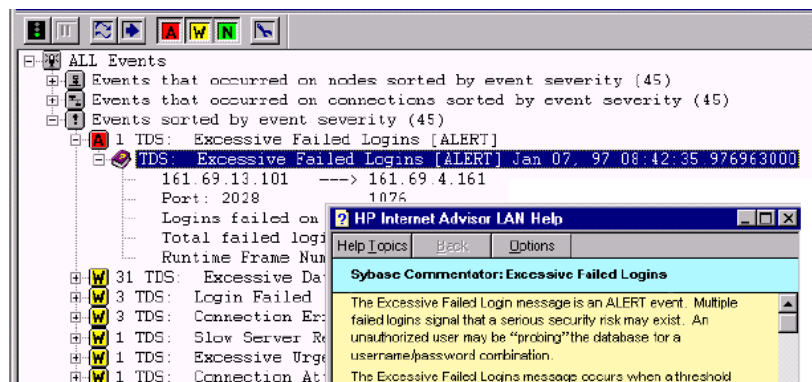 A W N
ALL Events
Events that occurred on nodes sorted by event severity (45)
Events that occurred on connections sorted by event severity (45)
Events sorted by event severity (45)
A 1 TDS: Excessive Failed Logins [ALERT]
TDS: Excessive Failed Logins [ALERT] Jan 07, 97 08:42:35.976963000
161.69.13.101 ---> 161.69.4.161
Port: 2028 1076
Logins failed on
Total failed logi
Runtime Frame Num
W 31 TDS: Excessive Da
W 3 TDS: Login Failed
W 3 TDS: Connection Er
W 1 TDS: Slow Server R
W 1 TDS: Excessive Urge
W 1 TDS: Connection At
HP Internet Advisor LAN Help
Help Topics Back Options
Sybase Commentator: Excessive Failed Logins
The Excessive Failed Login message is an ALERT event. Multiple
failed logins signal that a serious security risk may exist. An
unauthorized user may be "probing" the database for a
username/password combination.
The Excessive Failed Logins message occurs when a threshold